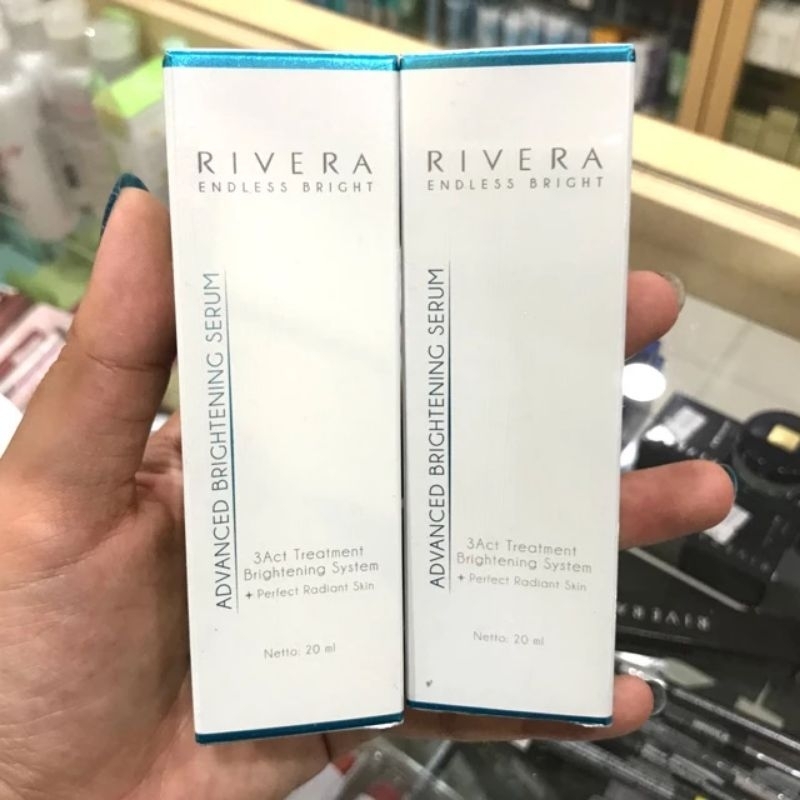 RIVERA
ENDLESS BRIGHT
ADVANCED BRIGHTENING SERUM
3Act Treatment
Brightening System
+ Perfect Radiant Skin
Netto: 20 ml
RIVERA
ENDLESS BRIGHT
ADVANCED BRIGHTENING SERUM
3Act Treatment
Brightening System
+ Perfect Radiant Skin
Netto: 20 ml
RIVERA